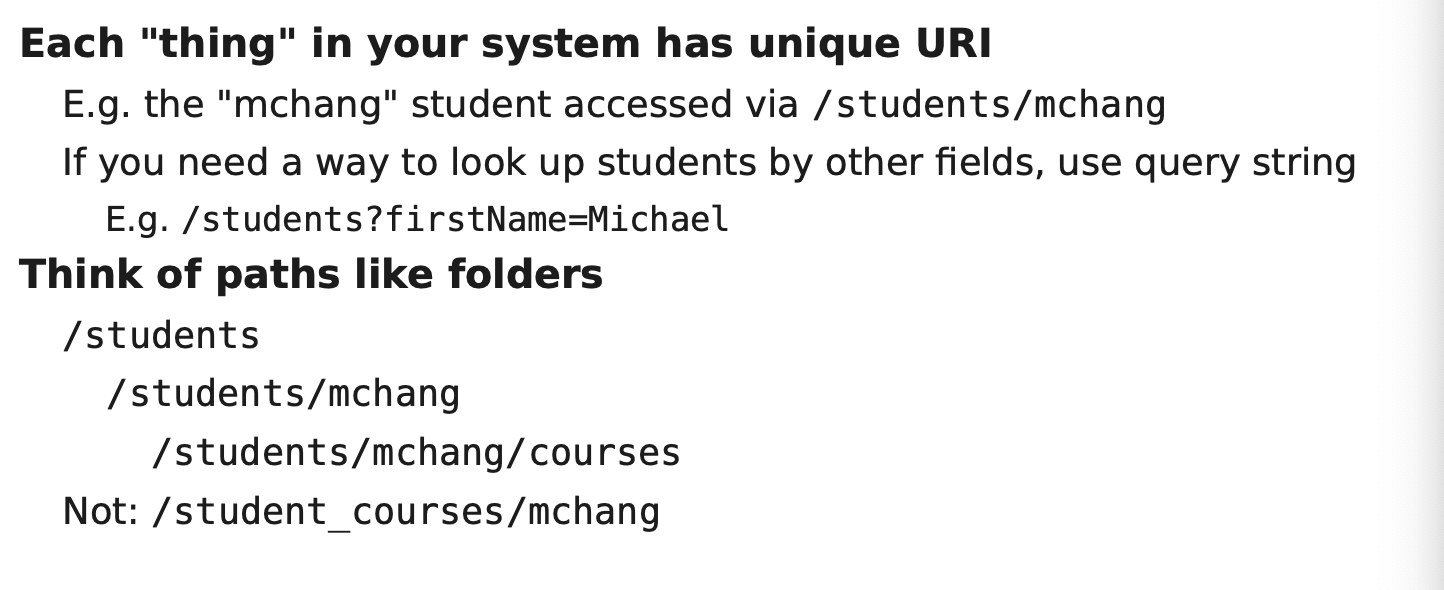 Each "thing" in your system has unique URI
E.g. the "mchang" student accessed via /students/mchang
If you need a way to look up students by other fields, use query string
E.g. /students?firstName=Michael
Think of paths like folders
/students
/students/mchang
/students/mchang/courses
Not: /student_courses/mchang